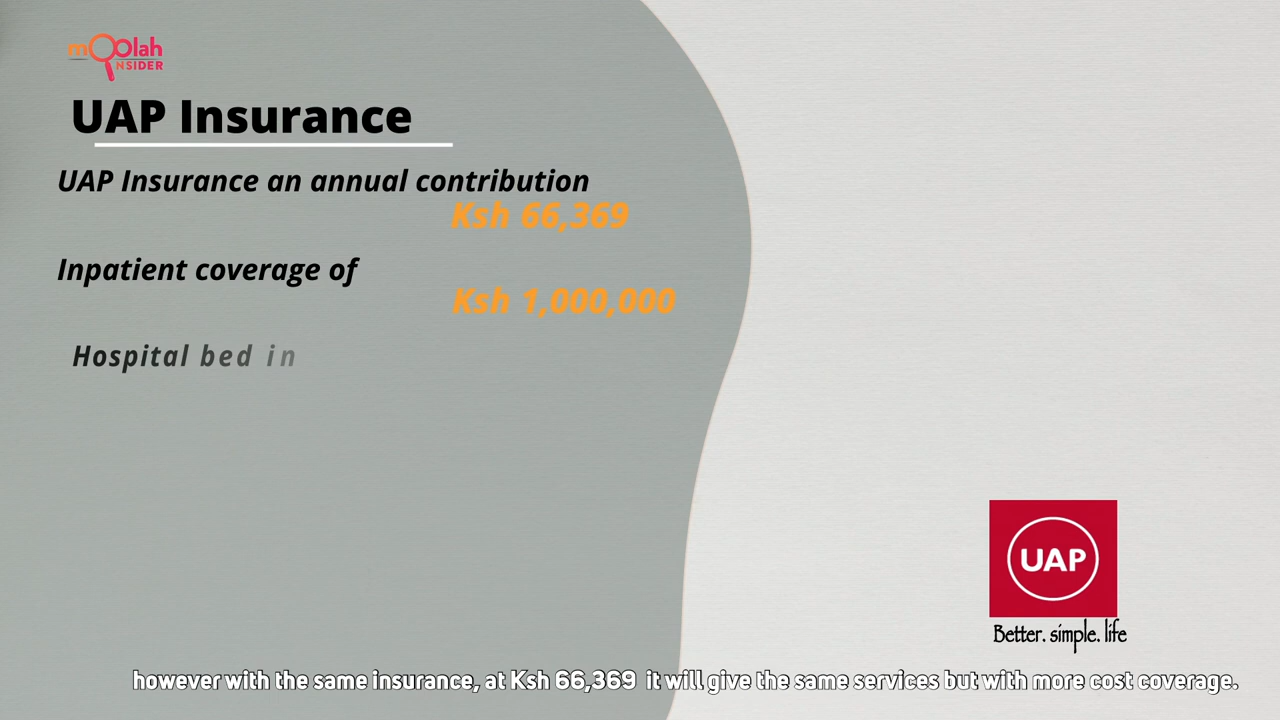 mOolah
INSIDER
UAP Insurance
UAP Insurance an annual contribution
Ksh 66,369
Inpatient coverage of
Ksh 1,000,000
Hospital bed in
UAP
Better. simple. life
however with the same insurance, at Ksh 66,369 it will give the same services but with more cost coverage.